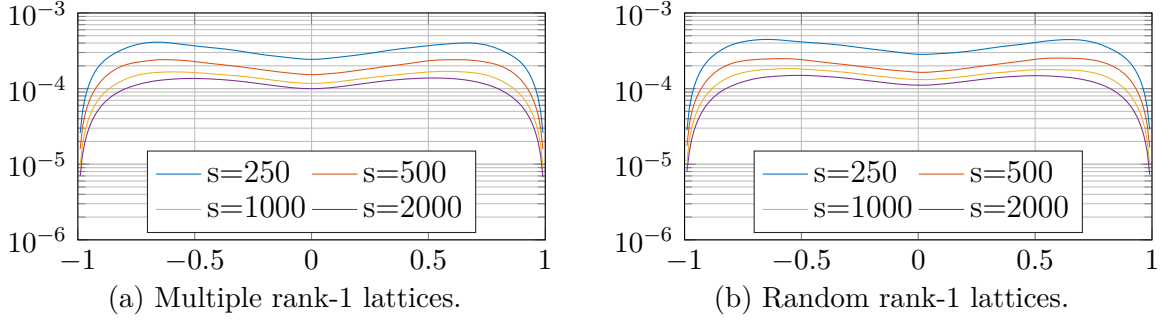 10−3
10−4
10−5
10−6
−1 −0.5 0 0.5 1
s=250 s=500
s=1000 s=2000
(a) Multiple rank-1 lattices.
10−3
10−4
10−5
10−6
−1 −0.5 0 0.5 1
s=250 s=500
s=1000 s=2000
(b) Random rank-1 lattices.